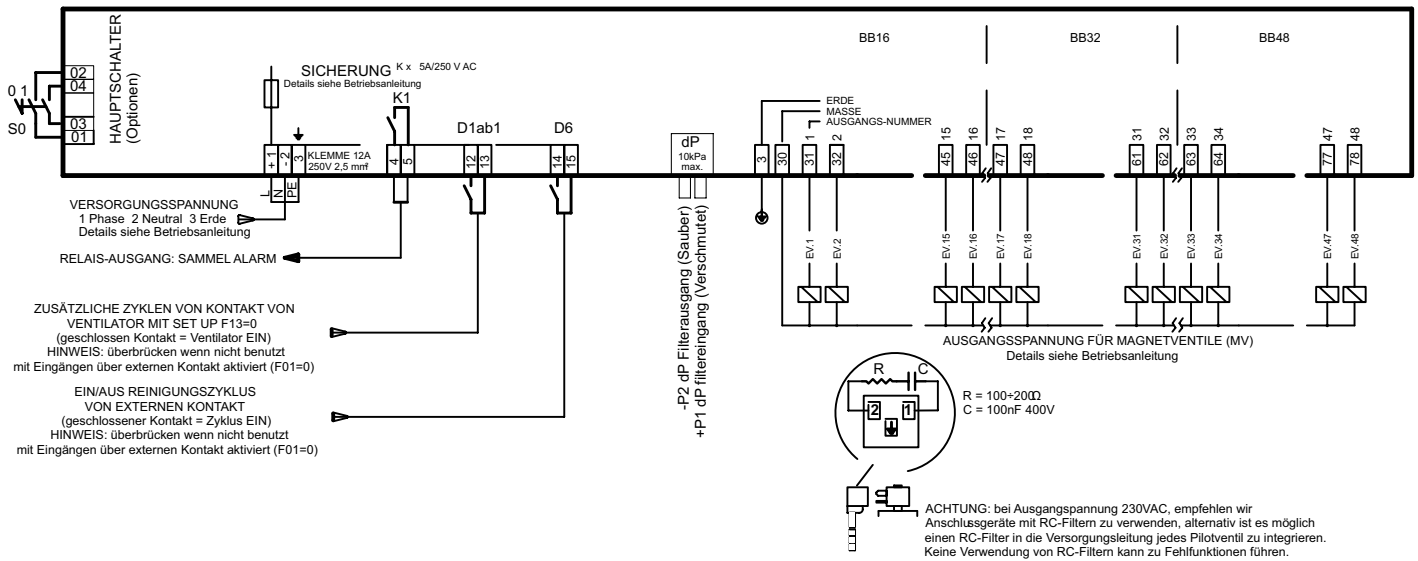 BB16 BB32 BB48
HAUPTSCHALTER
(Optionen)
02
04
03
01
0 1
S0
SICHERUNG K x 5A/250 V AC
Details siehe Betriebsanleitung
K1
D1ab1
D6
+ 1
- 2
3
KLEMME 12A
250V 2,5 mm²
4
5
12
13
14
15
L
N
PE
dP
10kPa
max.
ERDE
MASSE
AUSGANGS-NUMMER
3
30
31 1
32 2
45 15
46 16
47 17
48 18
61 31
62 32
63 33
64 34
77 47
78 48
VERSORGUNGSSPANNUNG
1 Phase 2 Neutral 3 Erde
Details siehe Betriebsanleitung
RELAIS-AUSGANG: SAMMEL ALARM
ZUSÄTZLICHE ZYKLEN VON KONTAKT VON
VENTILATOR MIT SET UP F13=0
(geschlossen Kontakt = Ventilator EIN)
HINWEIS: überbrücken wenn nicht benutzt
mit Eingängen über externen Kontakt aktiviert (F01=0)
EIN/AUS REINIGUNGSZYKLUS
VON EXTERNEN KONTAKT
(geschlossener Kontakt = Zyklus EIN)
HINWEIS: überbrücken wenn nicht benutzt
mit Eingängen über externen Kontakt aktiviert (F01=0)
-P2 dP Filterausgang (Sauber)
+P1 dP filtereingang (Verschmutet)
EV.1
EV.2
EV.15
EV.16
EV.17
EV.18
EV.31
EV.32
EV.33
EV.34
EV.47
EV.48
AUSGANGSSPANNUNG FÜR MAGNETVENTILE (MV)
Details siehe Betriebsanleitung
R C
2 1
R = 100÷200Ω
C = 100nF 400V
ACHTUNG: bei Ausgangspannung 230VAC, empfehlen wir
Anschlussgeräte mit RC-Filtern zu verwenden, alternativ ist es möglich
einen RC-Filter in die Versorgungsleitung jedes Pilotventil zu integrieren.
Keine Verwendung von RC-Filtern kann zu Fehlfunktionen führen.